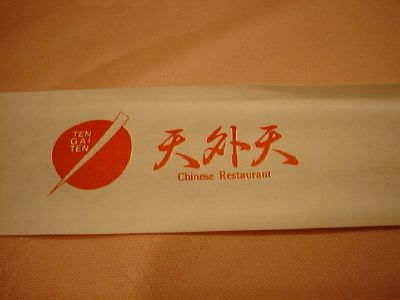 TEN
GAI
TEN
天外天
Chinese Restaurant